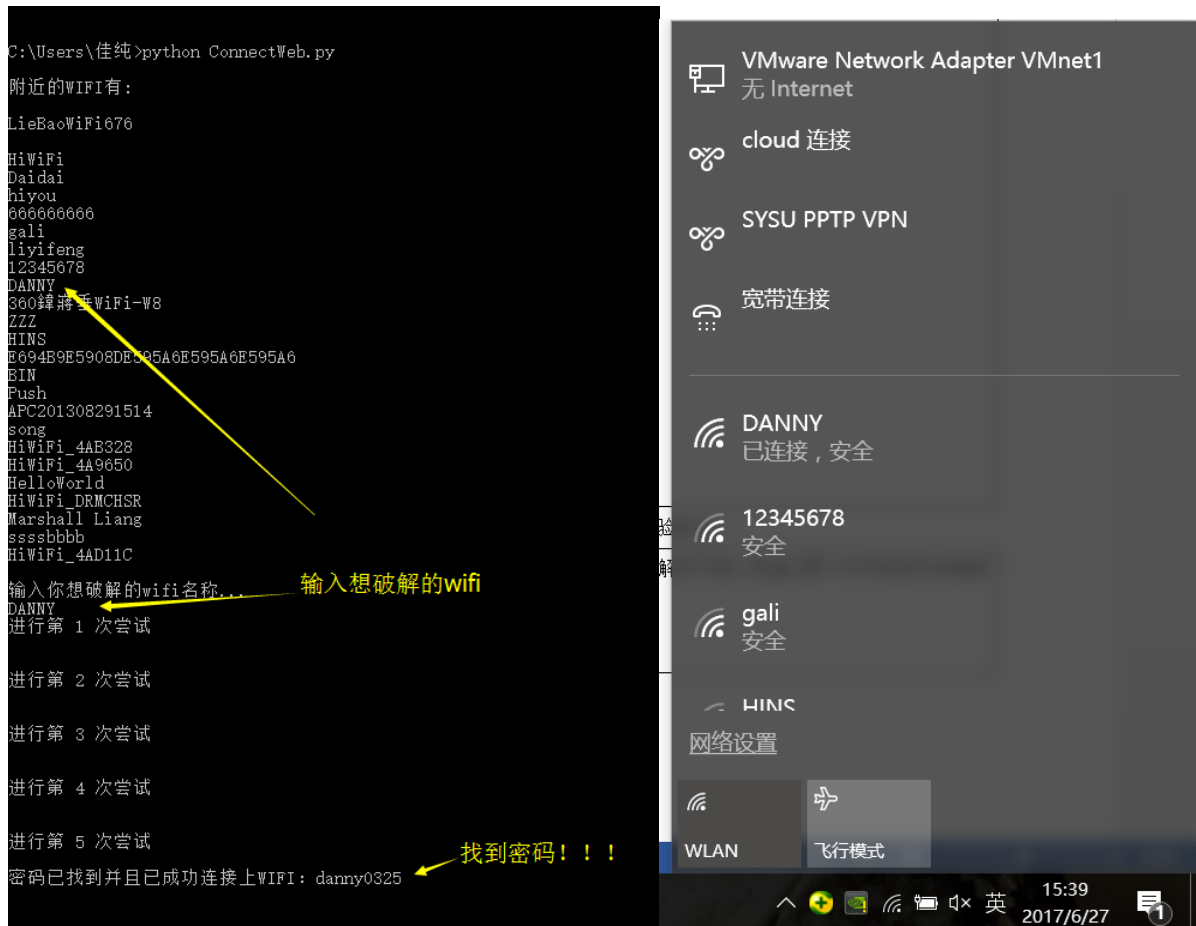 C:\Users\佳纯>python ConnectWeb.py
附近的WIFI有:
LieBaoWiFi676
HiWiFi
Daidai
hiyou
666666666
gali
liyifeng
12345678
DANNY
WiFi-W8
ZZZ
HINS
E694B9E5908DE595A6E595A6E595A6
BIN
Push
APC201308291514
song
HiWiFi_4AB328
HiWiFi_4A9650
HelloWorld
HiWiFi_DRMCHSR
Marshall Liang
ssssbbbb
HiWiFi_4AD11C
输入你想破解的wifi名称...
输入想破解的wifi
DANNY
进行第 1 次尝试
进行第 2 次尝试
进行第 3 次尝试
进行第 4 次尝试
进行第 5 次尝试
找到密码！！！
密码已找到并且已成功连接上WIFI: danny0325
VMware Network Adapter VMnet1
无 Internet
cloud 连接
SYSU PPTP VPN
宽带连接
DANNY
已连接，安全
12345678
安全
gali
安全
HINS
网络设置
WLAN
飞行模式
英
15:39
2017/6/27
1